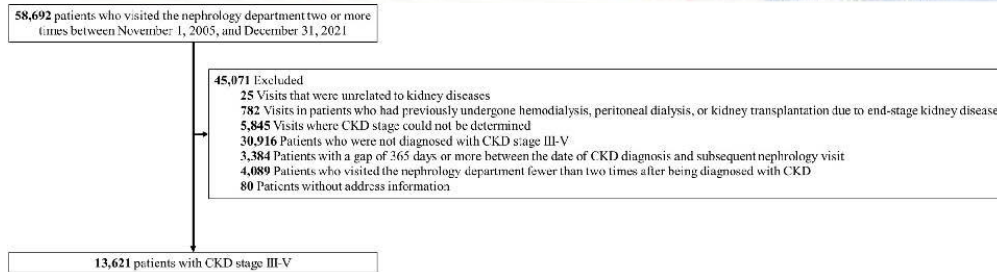 58,692 patients who visited the nephrology department two or more
times between November 1, 2005, and December 31, 2021
45,071 Excluded
25 Visits that were unrelated to kidney diseases
782 Visits in patients who had previously undergone hemodialysis, peritoneal dialysis, or kidney transplantation due to end-stage kidney disease
5,845 Visits where CKD stage could not be determined
30,916 Patients who were not diagnosed with CKD stage III-V
3,384 Patients with a gap of 365 days or more between the date of CKD diagnosis and subsequent nephrology visit
4,089 Patients who visited the nephrology department fewer than two times after being diagnosed with CKD
80 Patients without address information
13,621 patients with CKD stage III-V